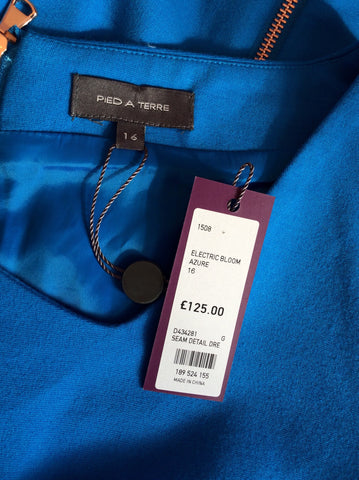 PIED A TERRE
16
1508
ELECTRIC BLOOM
AZURE
16
£125.00
D434281 G
SEAM DETAIL DRE
189 524 155
MADE IN CHINA